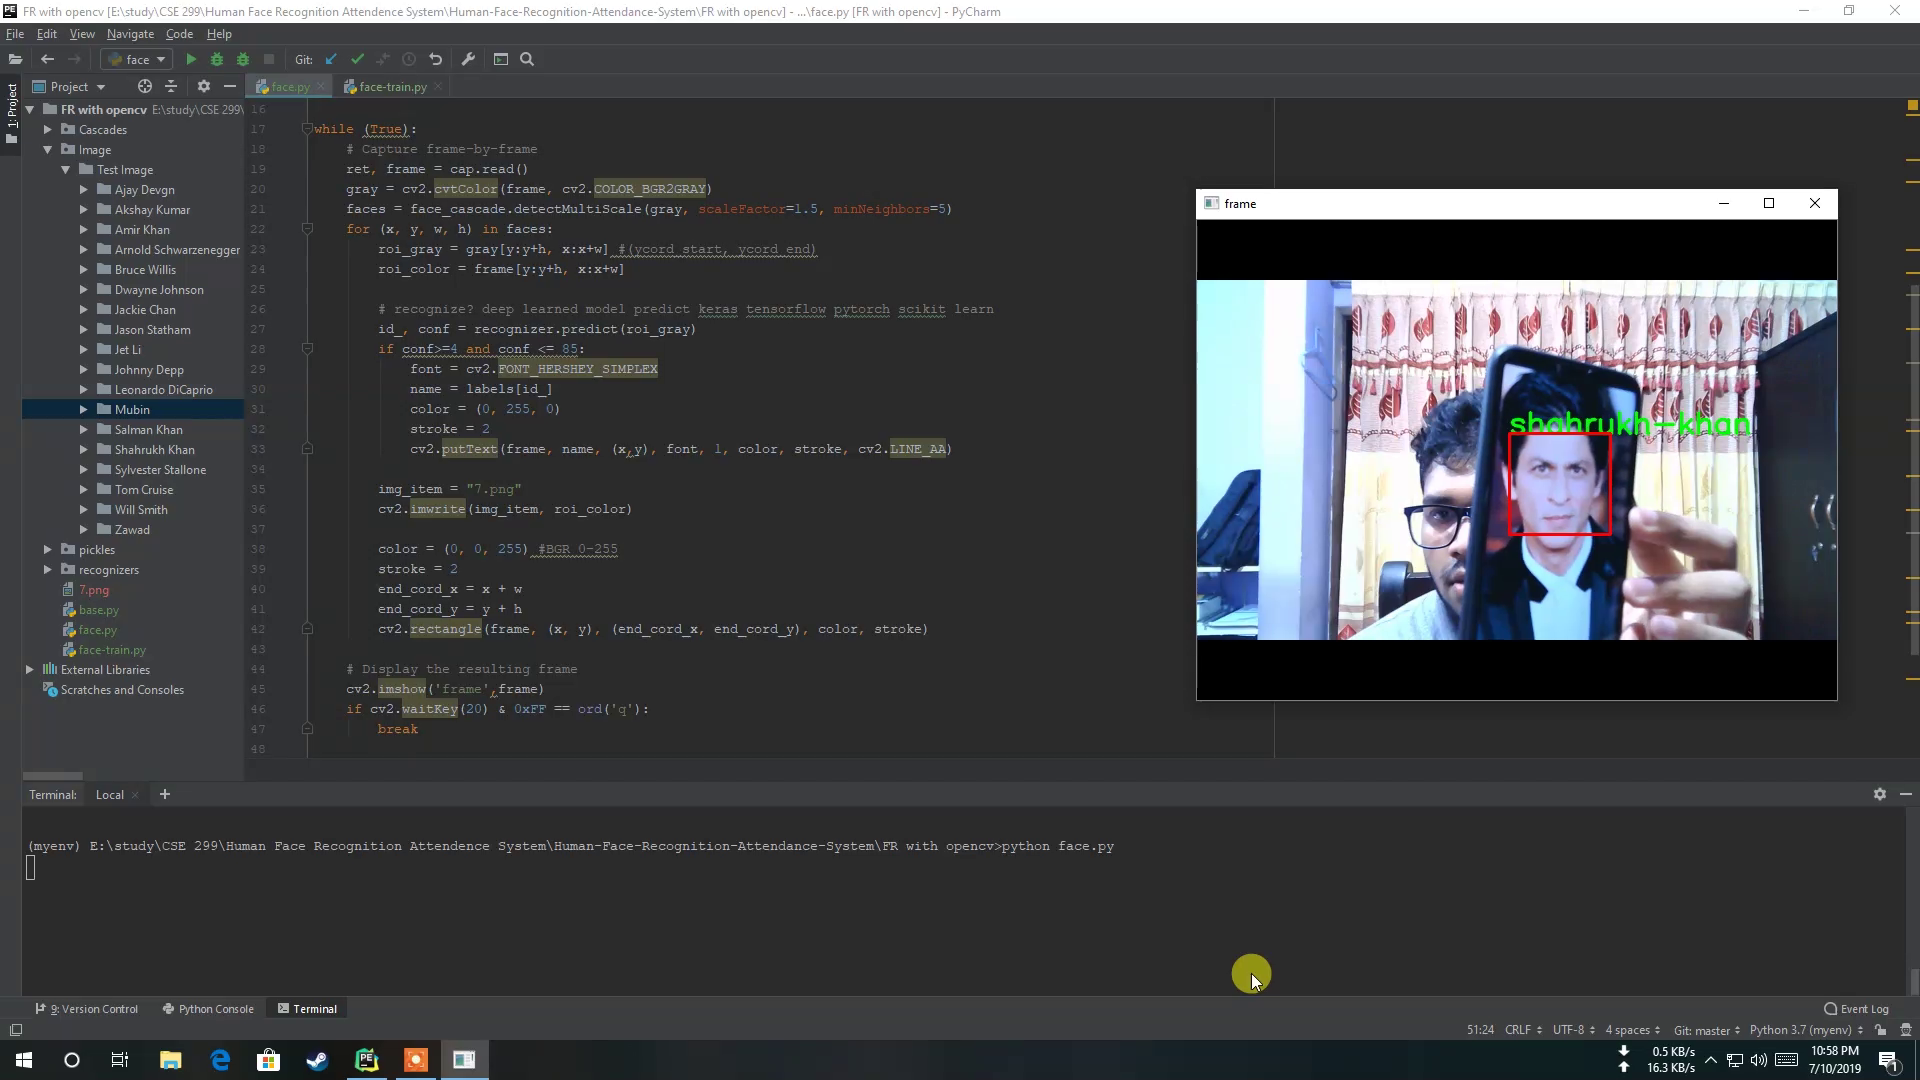 FR with opencv [E:\study\CSE 299\Human Face Recognition Attendence System\Human-Face-Recognition-Attendance-System\FR with opencv] - ...\face.py [FR with opencv] - PyCharm
File Edit View Navigate Code Help
face Git:
Project face.py face-train.py
1: Project
FR with opencv E:\study\CSE 299\
Cascades
Image
Test Image
Ajay Devgn
Akshay Kumar
Amir Khan
Arnold Schwarzenegger
Bruce Willis
Dwayne Johnson
Jackie Chan
Jason Statham
Jet Li
Johnny Depp
Leonardo DiCaprio
Mubin
Salman Khan
Shahrukh Khan
Sylvester Stallone
Tom Cruise
Will Smith
Zawad
pickles
recognizers
7.png
base.py
face.py
face-train.py
External Libraries
Scratches and Consoles
16
17 while (True):
18 # Capture frame-by-frame
19 ret, frame = cap.read()
20 gray = cv2.cvtColor(frame, cv2.COLOR_BGR2GRAY)
21 faces = face_cascade.detectMultiScale(gray, scaleFactor=1.5, minNeighbors=5)
22 for (x, y, w, h) in faces:
23 roi_gray = gray[y:y+h, x:x+w] #(ycord_start, ycord_end)
24 roi_color = frame[y:y+h, x:x+w]
25
26 # recognize? deep learned model predict keras tensorflow pytorch scikit learn
27 id_, conf = recognizer.predict(roi_gray)
28 if conf>=4 and conf <= 85:
29 font = cv2.FONT_HERSHEY_SIMPLEX
30 name = labels[id_]
31 color = (0, 255, 0)
32 stroke = 2
33 cv2.putText(frame, name, (x,y), font, 1, color, stroke, cv2.LINE_AA)
34
35 img_item = "7.png"
36 cv2.imwrite(img_item, roi_color)
37
38 color = (0, 0, 255) #BGR 0-255
39 stroke = 2
40 end_cord_x = x + w
41 end_cord_y = y + h
42 cv2.rectangle(frame, (x, y), (end_cord_x, end_cord_y), color, stroke)
43
44 # Display the resulting frame
45 cv2.imshow('frame',frame)
46 if cv2.waitKey(20) & 0xFF == ord('q'):
47 break
48
frame
shahrukh-khan
Terminal: Local
(myenv) E:\study\CSE 299\Human Face Recognition Attendence System\Human-Face-Recognition-Attendance-System\FR with opencv>python face.py
9: Version Control Python Console Terminal Event Log
51:24 CRLF UTF-8 4 spaces Git: master Python 3.7 (myenv)
0.5 KB/s
16.3 KB/s
10:58 PM
7/10/2019
1